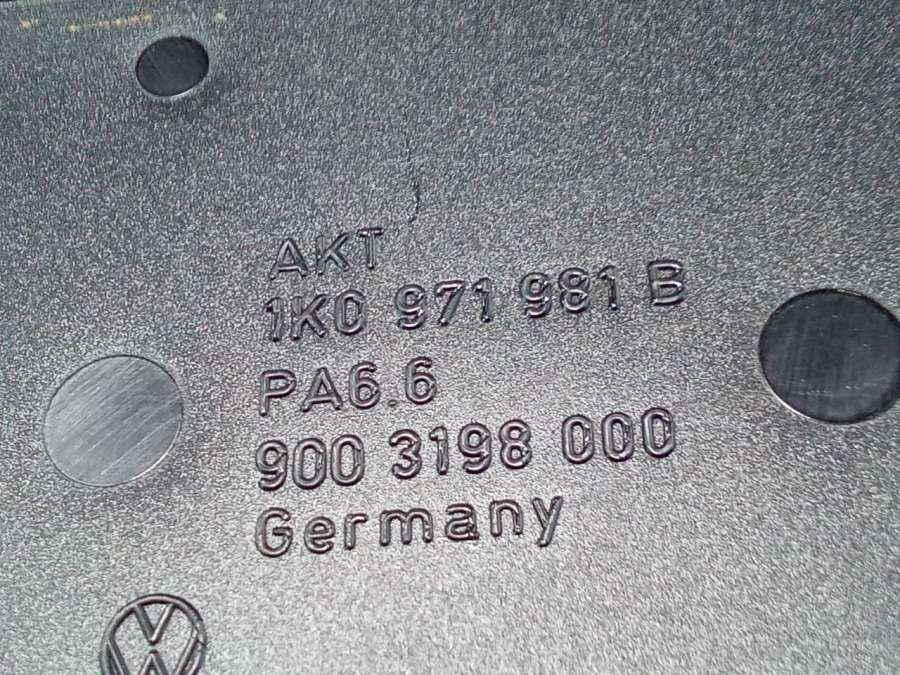 AKT
1K0 971 981 B
PA6.6
900 3198 000
Germany